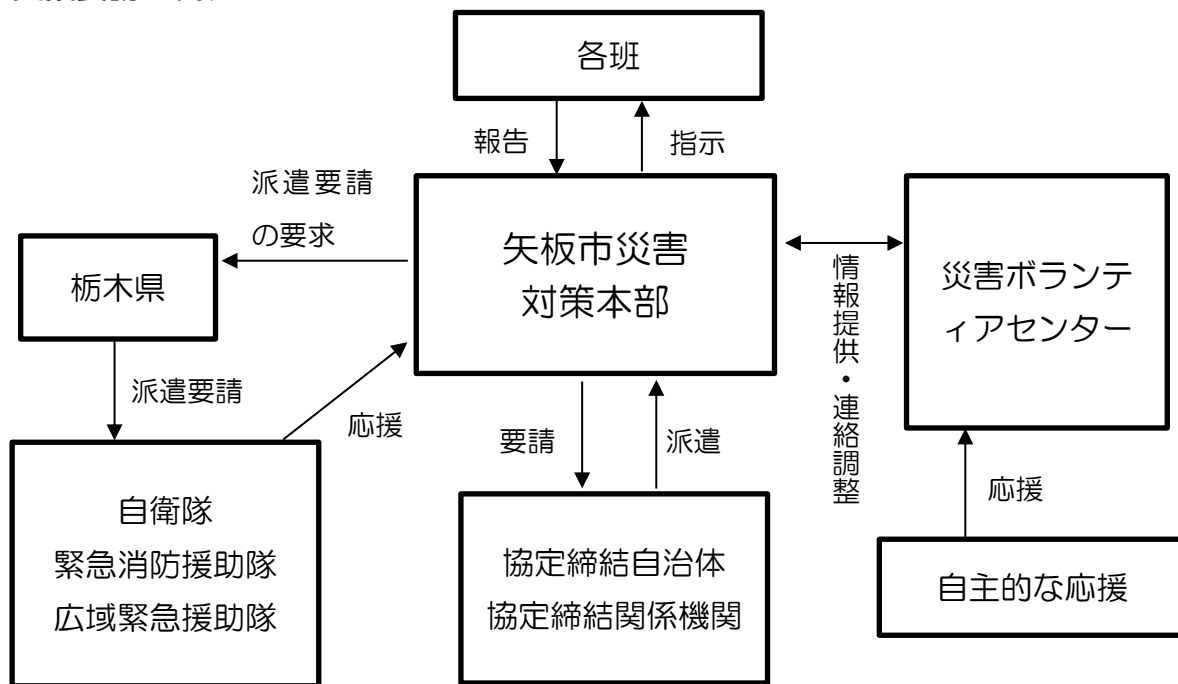 各班
報告
指示
派遣要請
の要求
矢板市災害
対策本部
栃木県
情報提供・連絡調整
災害ボランテ
ィアセンター
派遣要請
応援
要請
派遣
応援
自衛隊
緊急消防援助隊
広域緊急援助隊
協定締結自治体
協定締結関係機関
自主的な応援